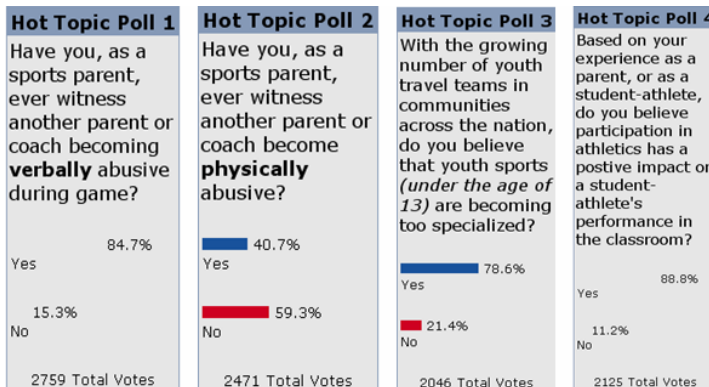 Hot Topic Poll 1
Have you, as a
sports parent,
ever witness
another parent or
coach becoming
verbally abusive
during game?
84.7%
Yes
15.3%
No
2759 Total Votes
Hot Topic Poll 2
Have you, as a
sports parent,
ever witness
another parent or
coach become
physically
abusive?
40.7%
Yes
59.3%
No
2471 Total Votes
Hot Topic Poll 3
With the growing
number of youth
travel teams in
communities
across the nation,
do you believe
that youth sports
(under the age of
13) are becoming
too specialized?
78.6%
Yes
21.4%
No
2046 Total Votes
Hot Topic Poll 4
Based on your
experience as a
parent, or as a
student-athlete,
do you believe
participation in
athletics has a
postive impact on
a student-
athlete's
performance in
the classroom?
88.8%
Yes
11.2%
No
2125 Total Votes